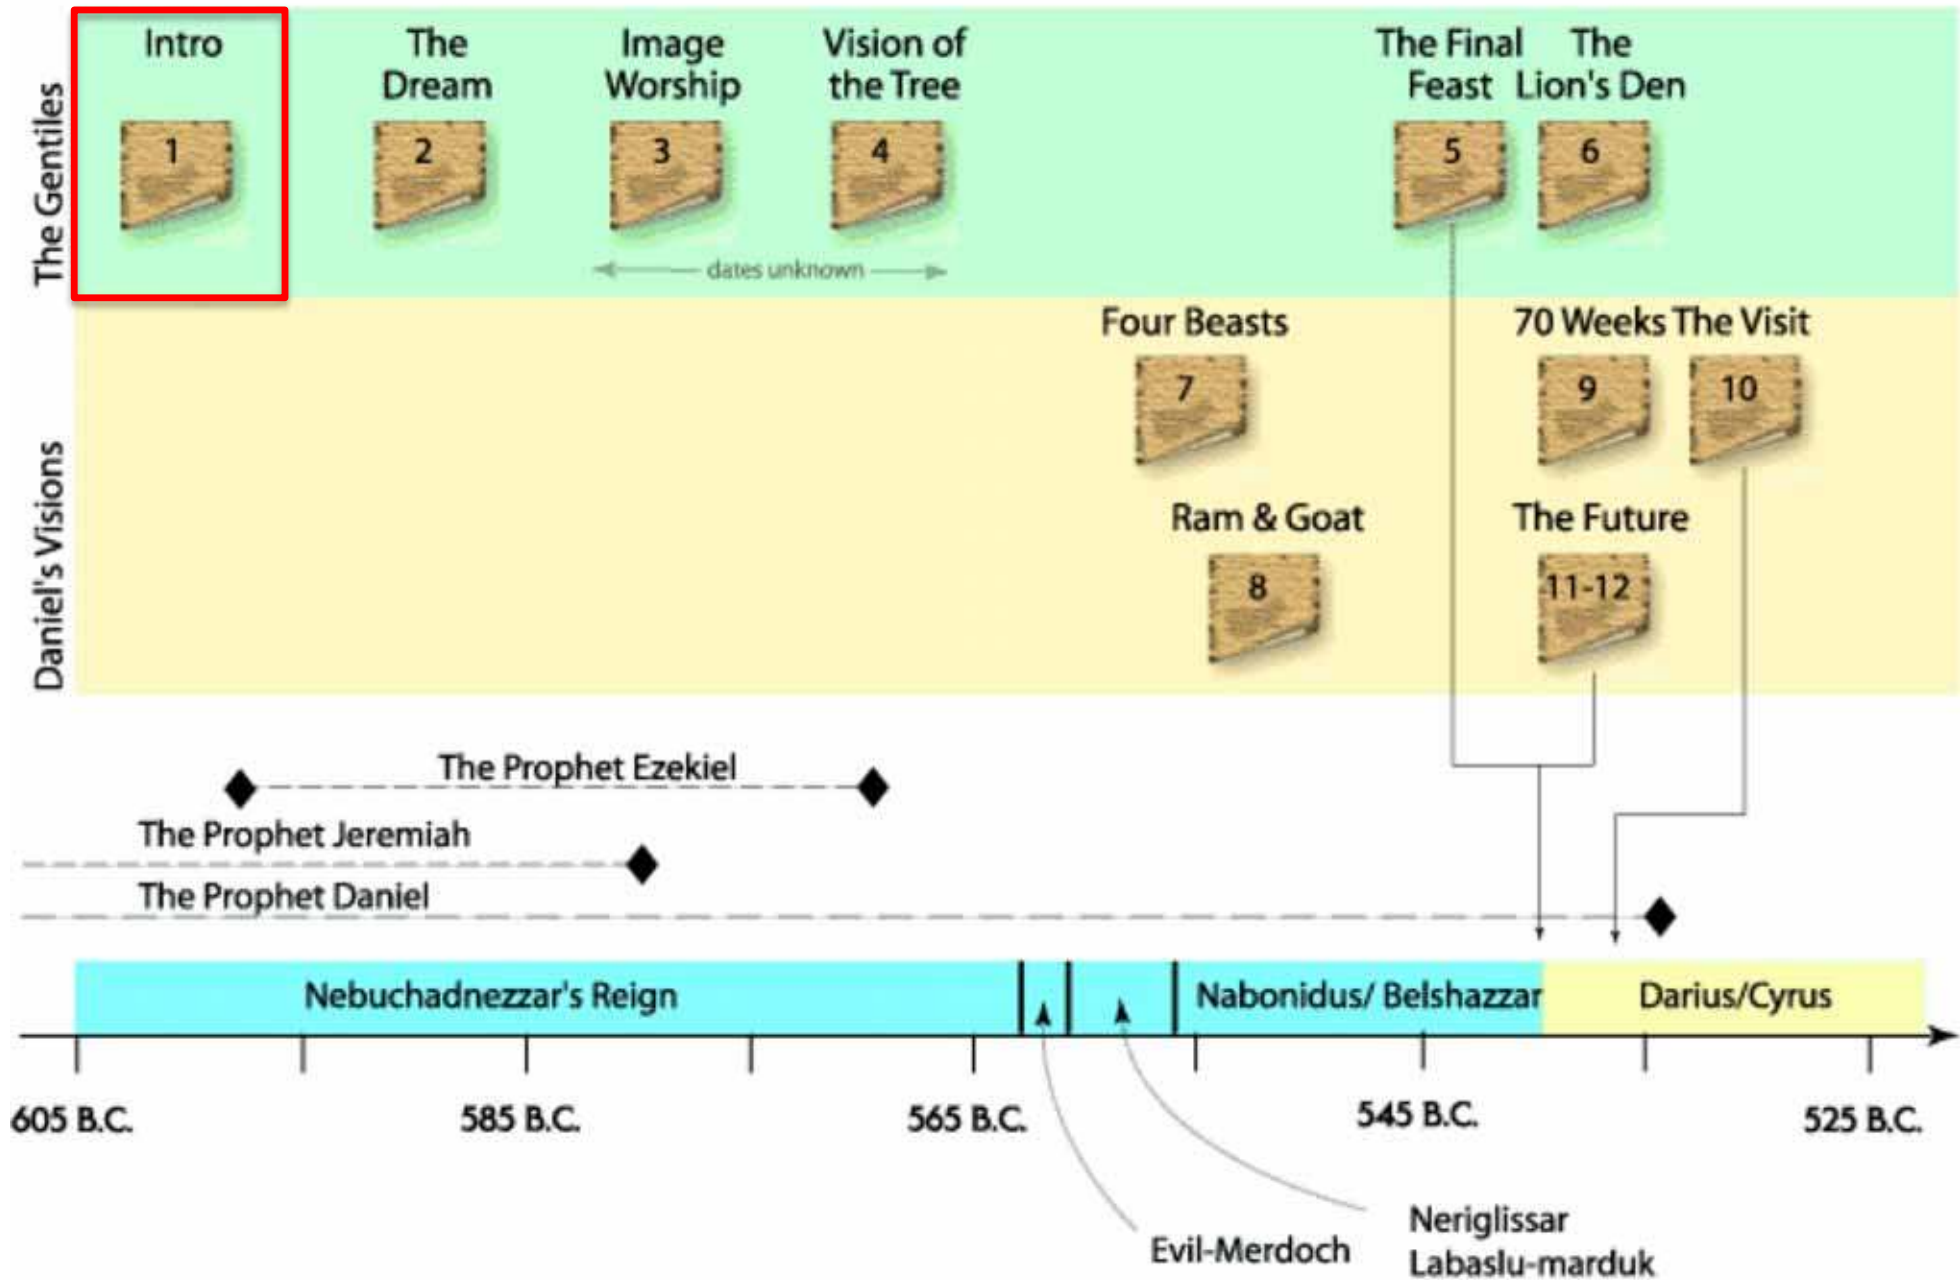 The Gentiles
Intro
1
The
Dream
2
Image
Worship
3
Vision of
the Tree
4
dates unknown
The Final
Feast
5
The
Lion's Den
6
Daniel's Visions
Four Beasts
7
70 Weeks
9
The Visit
10
Ram & Goat
8
The Future
11-12
The Prophet Ezekiel
The Prophet Jeremiah
The Prophet Daniel
Nebuchadnezzar's Reign
Nabonidus/ Belshazzar
Darius/Cyrus
605 B.C.
585 B.C.
565 B.C.
545 B.C.
525 B.C.
Evil-Merdoch
Neriglissar
Labaslu-marduk